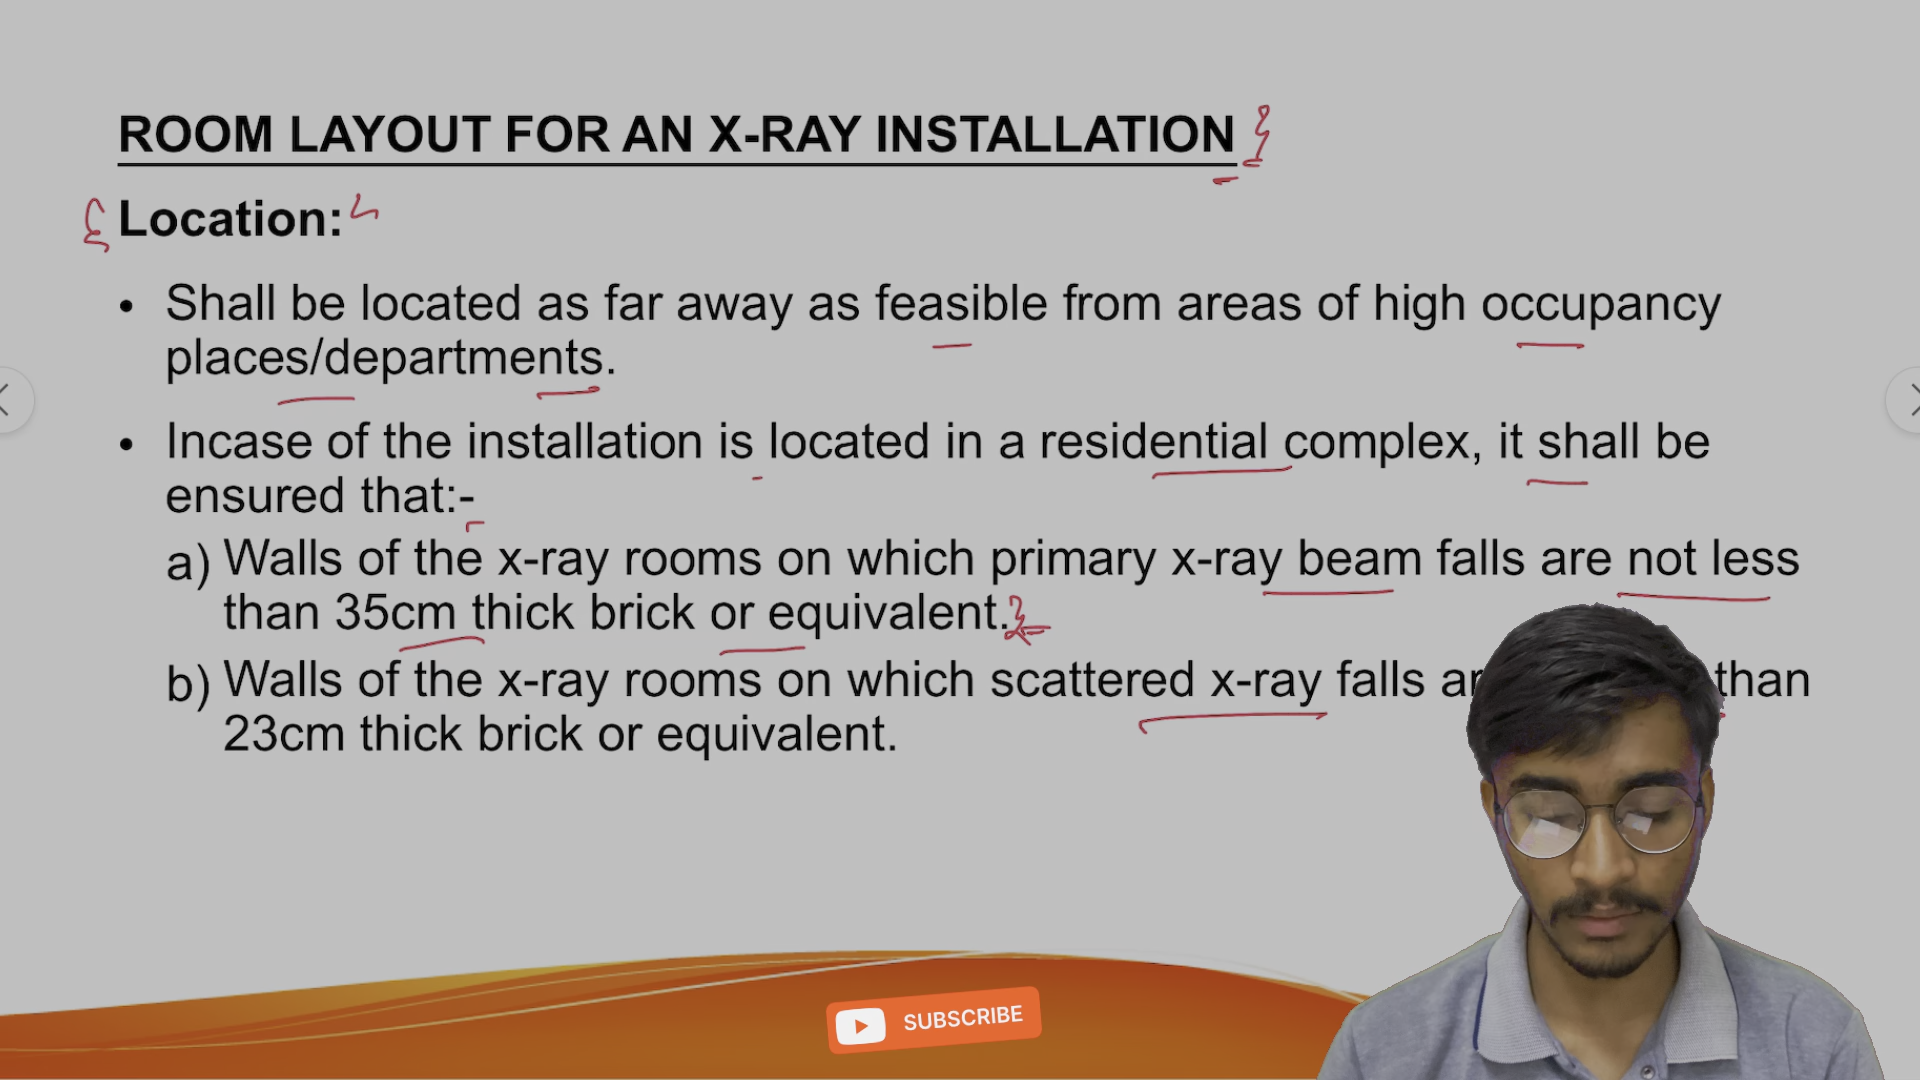 ROOM LAYOUT FOR AN X-RAY INSTALLATION
Location:
• Shall be located as far away as feasible from areas of high occupancy
places/departments.
• Incase of the installation is located in a residential complex, it shall be
ensured that:-
a) Walls of the x-ray rooms on which primary x-ray beam falls are not less
than 35cm thick brick or equivalent.
b) Walls of the x-ray rooms on which scattered x-ray falls than
23cm thick brick or equivalent.
SUBSCRIBE